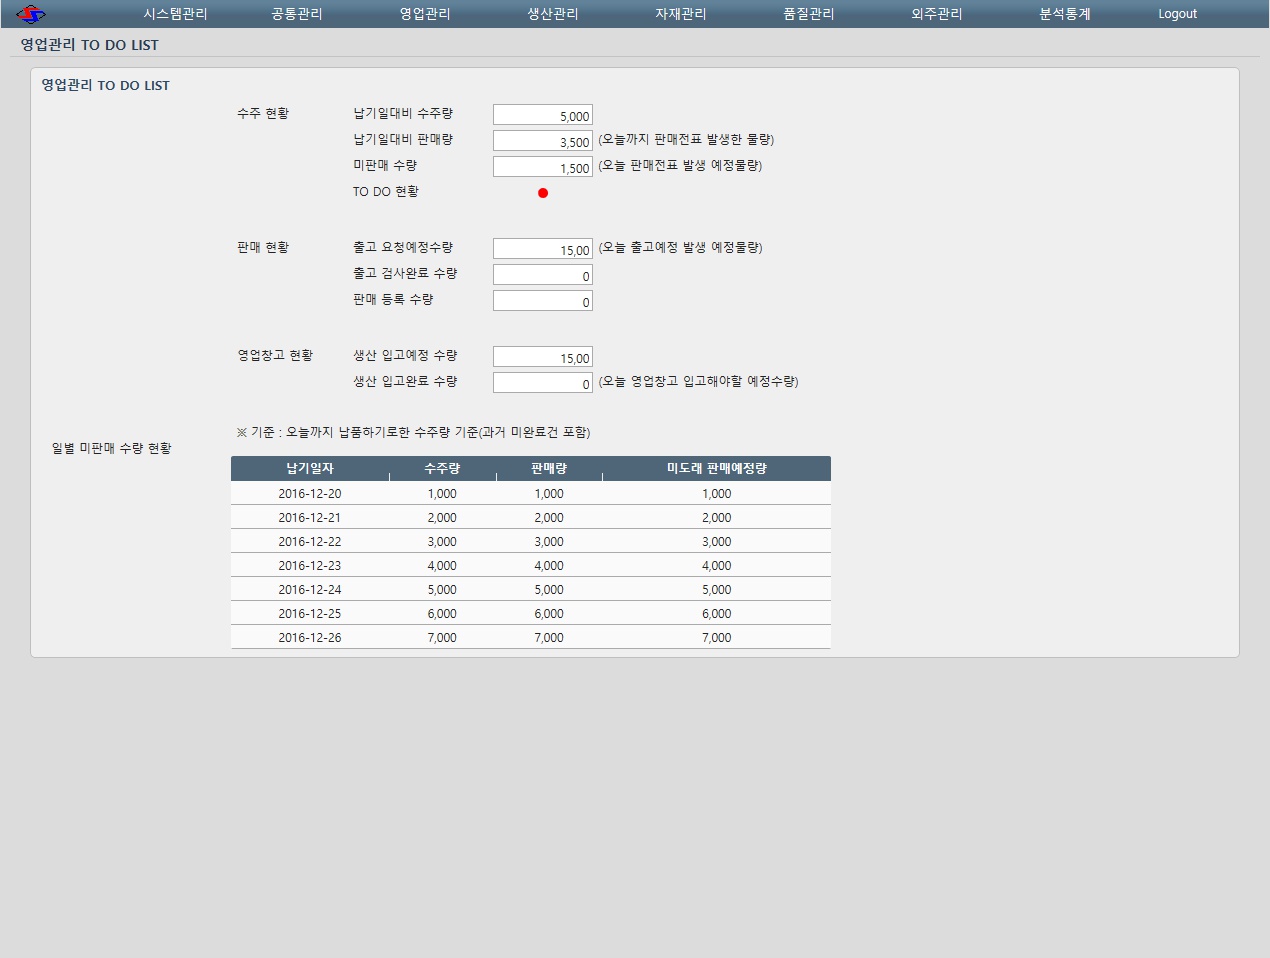 시스템관리 공통관리 영업관리 생산관리 자재관리 품질관리 외주관리 분석통계 Logout
영업관리 TO DO LIST
영업관리 TO DO LIST
수주 현황 납기일대비 수주량 5,000
납기일대비 판매량 3,500 (오늘까지 판매전표 발생한 물량)
미판매 수량 1,500 (오늘 판매전표 발생 예정물량)
TO DO 현황
판매 현황 출고 요청예정수량 15,00 (오늘 출고예정 발생 예정물량)
출고 검사완료 수량 0
판매 등록 수량 0
영업창고 현황 생산 입고예정 수량 15,00
생산 입고완료 수량 0 (오늘 영업창고 입고해야할 예정수량)
※ 기준 : 오늘까지 납품하기로한 수주량 기준(과거 미완료건 포함)
일별 미판매 수량 현황
납기일자 수주량 판매량 미도래 판매예정량
2016-12-20 1,000 1,000 1,000
2016-12-21 2,000 2,000 2,000
2016-12-22 3,000 3,000 3,000
2016-12-23 4,000 4,000 4,000
2016-12-24 5,000 5,000 5,000
2016-12-25 6,000 6,000 6,000
2016-12-26 7,000 7,000 7,000